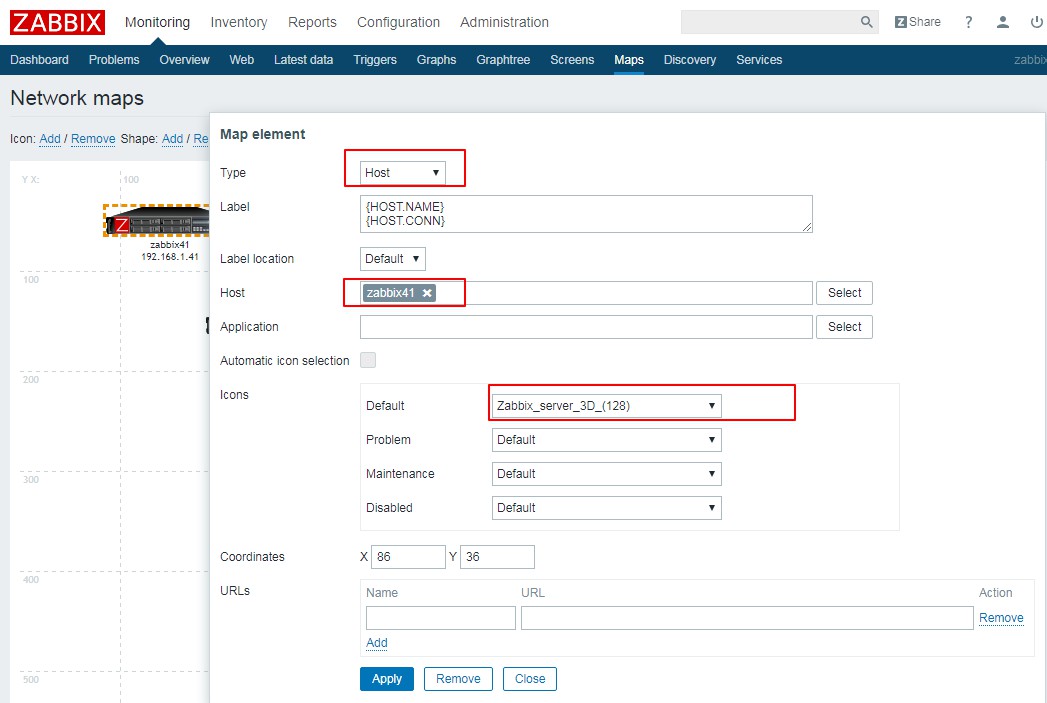 ZABBIX Monitoring Inventory Reports Configuration Administration Z Share ?
Dashboard Problems Overview Web Latest data Triggers Graphs Graphtree Screens Maps Discovery Services zabbix
Network maps
Icon: Add / Remove Shape: Add / Re
Map element
Y X: 100
Type Host
Label {HOST.NAME}
{HOST.CONN}
Z
zabbix41
192.168.1.41
Label location Default
100
Host zabbix41 Select
Application Select
Automatic icon selection
200
Icons
Default Zabbix_server_3D_(128)
Problem Default
300
Maintenance Default
Disabled Default
Coordinates X 86 Y 36
400
URLs Name URL Action
Remove
Add
500
Apply Remove Close